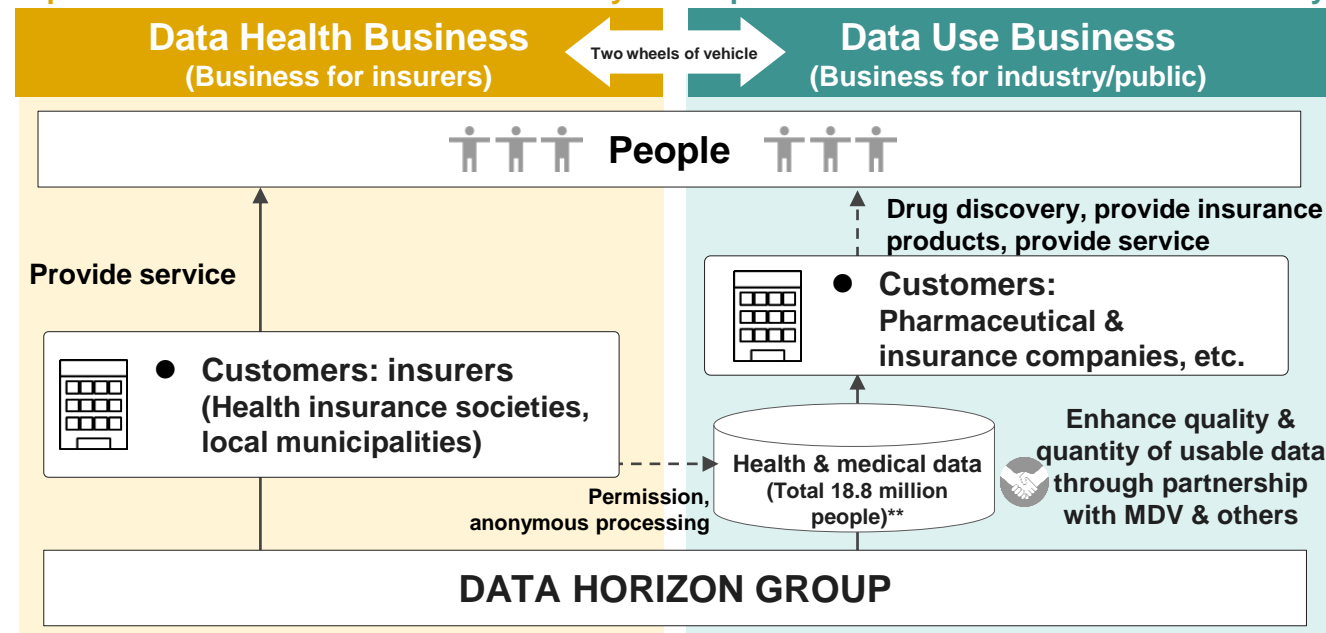 Data Health Business
(Business for insurers)
Two wheels of vehicle
Data Use Business
(Business for industry/public)
People
Provide service
Drug discovery, provide insurance
products, provide service
● Customers:
Pharmaceutical &
insurance companies, etc.
● Customers: insurers
(Health insurance societies,
local municipalities)
Permission,
anonymous processing
Health & medical data
(Total 18.8 million
people)**
Enhance quality &
quantity of usable data
through partnership
with MDV & others
DATA HORIZON GROUP